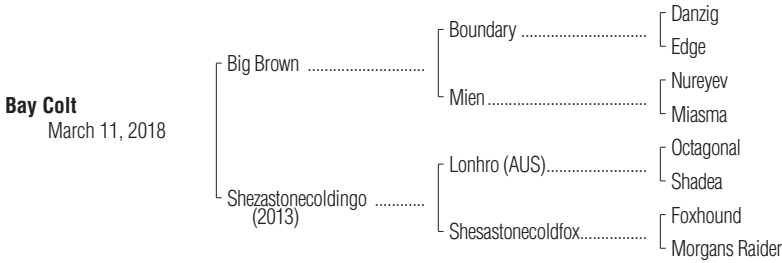 Danzig
Boundary ................................
Edge
Big Brown ..............................
Nureyev
Mien.........................................
Miasma
Bay Colt
March 11, 2018
Octagonal
Lonhro (AUS)..........................
Shadea
Shezastonecoldingo .............
(2013)
Foxhound
Shesastonecoldfox.................
Morgans Raider